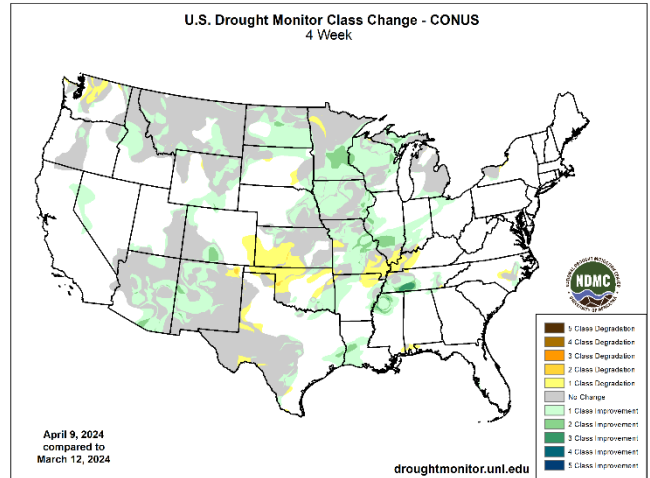 U.S. Drought Monitor Class Change - CONUS
4 Week
NDMC
5 Class Degradation
4 Class Degradation
3 Class Degradation
2 Class Degradation
1 Class Degradation
No Change
1 Class Improvement
2 Class Improvement
3 Class Improvement
4 Class Improvement
5 Class Improvement
April 9, 2024
compared to
March 12, 2024
droughtmonitor.unl.edu